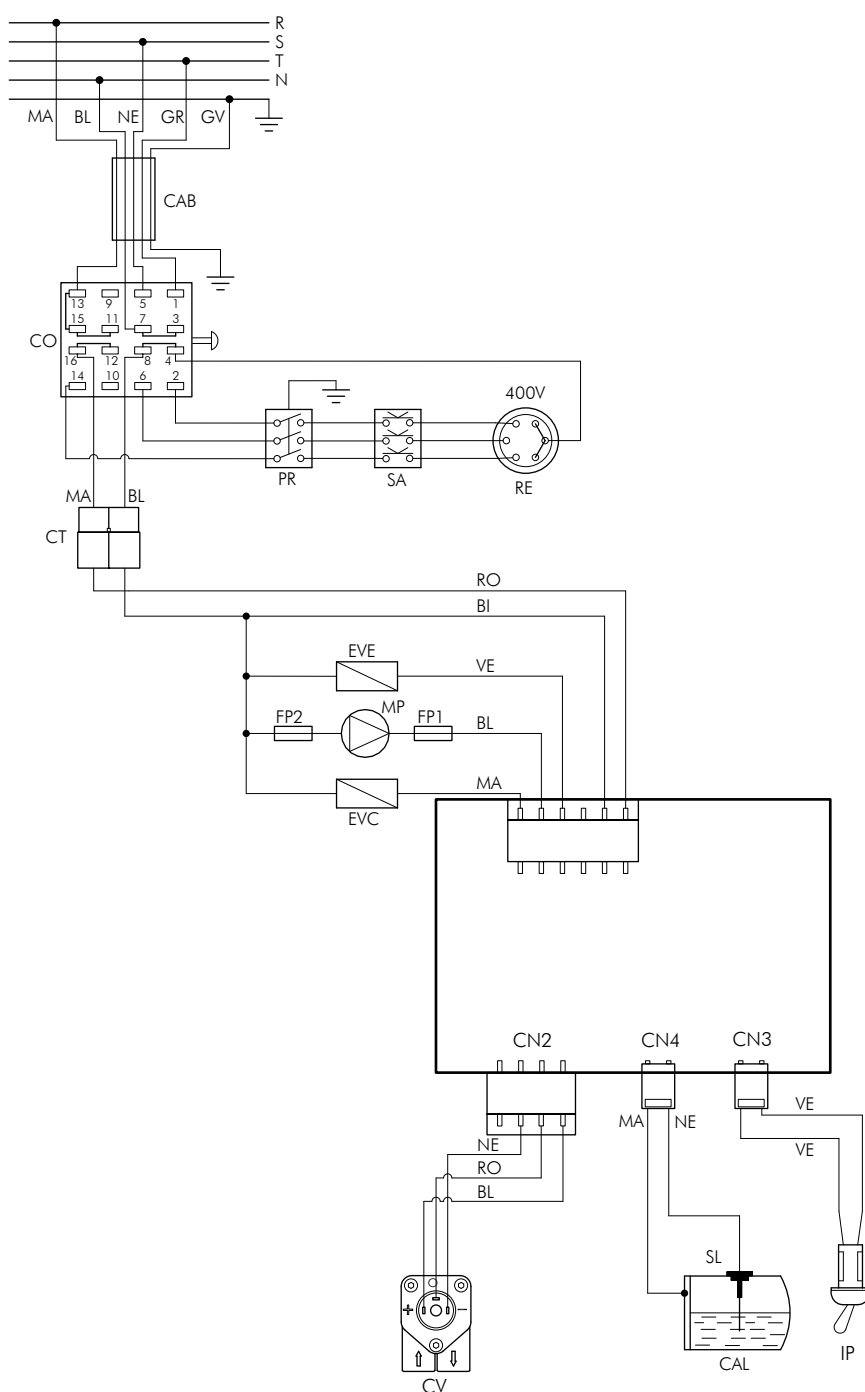 R
S
T
N
MA BL NE GR GV
CAB
13 9 5 1
15 11 7 3
CO
16 12 8 4
14 10 6 2
400V
PR SA RE
MA BL
CT
RO
BI
EVE VE
FP2 MP FP1 BL
MA
EVC
CN2 CN4 CN3
MA NE VE
NE VE
RO
BL
SL
+ −
CAL IP
CV